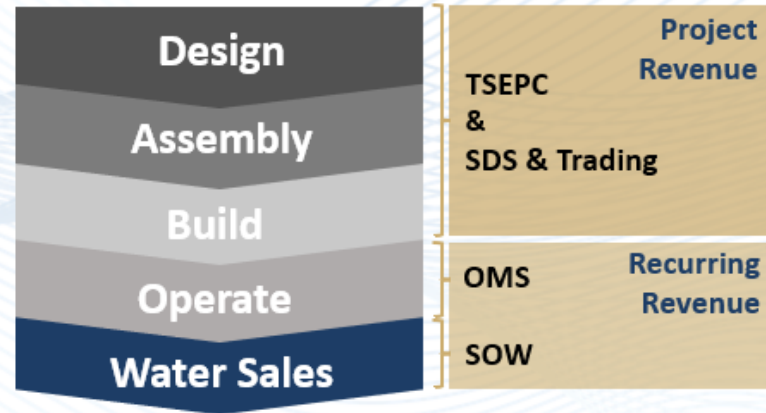 Design
Assembly
Build
Operate
Water Sales
Project
Revenue
TSEPC
&
SDS & Trading
Recurring
Revenue
OMS
SOW